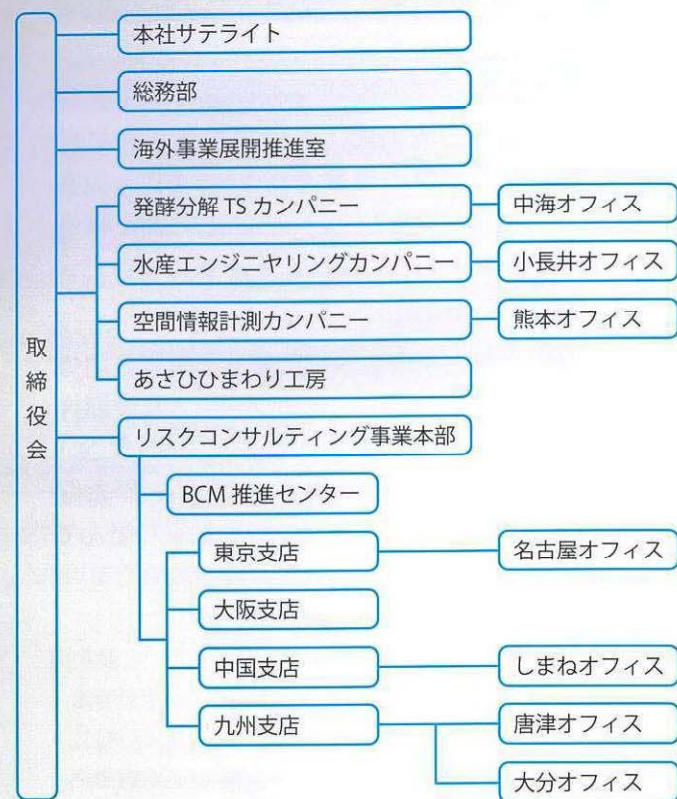 取締役会
本社サテライト
総務部
海外事業展開推進室
発酵分解 TS カンパニー
中海オフィス
水産エンジニヤリングカンパニー
小長井オフィス
空間情報計測カンパニー
熊本オフィス
あさひひまわり工房
リスクコンサルティング事業本部
BCM 推進センター
東京支店
名古屋オフィス
大阪支店
中国支店
しまねオフィス
九州支店
唐津オフィス
大分オフィス